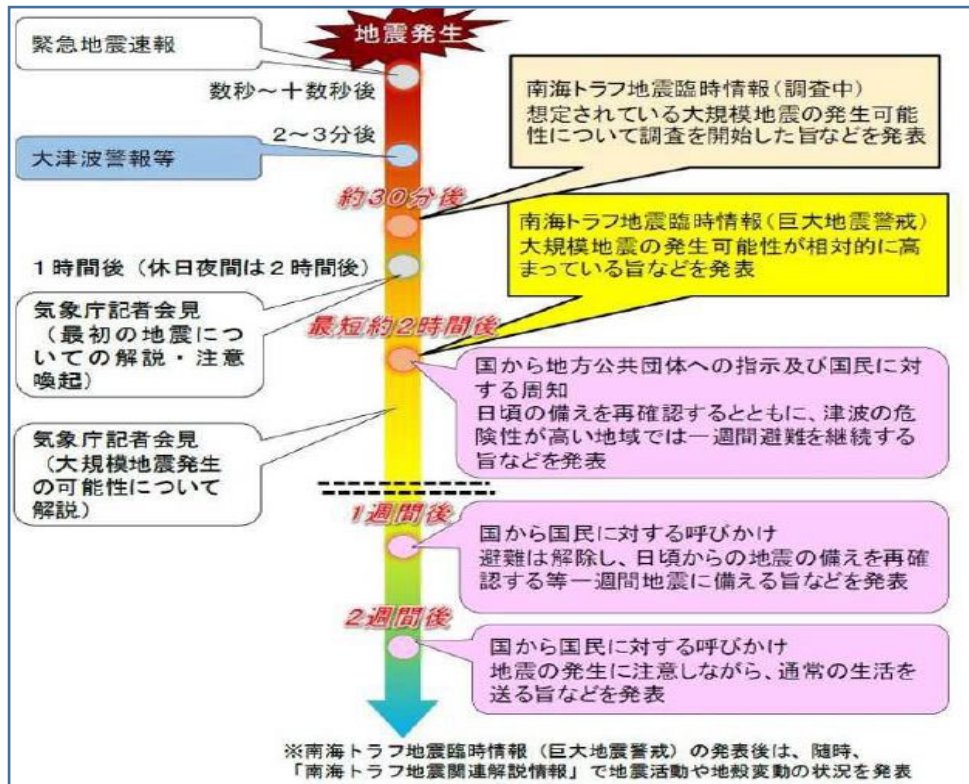 地震発生
緊急地震速報
数秒～十数秒後
２～３分後
大津波警報等
約３０分後
南海トラフ地震臨時情報（調査中）
想定されている大規模地震の発生可能
性について調査を開始した旨などを発表
南海トラフ地震臨時情報（巨大地震警戒）
大規模地震の発生可能性が相対的に高
まっている旨などを発表
１時間後（休日夜間は２時間後）
気象庁記者会見
（最初の地震につ
いての解説・注意
喚起）
最短約２時間後
国から地方公共団体への指示及び国民に対
する周知
日頃の備えを再確認するとともに、津波の危
険性が高い地域では一週間避難を継続する
旨などを発表
気象庁記者会見
（大規模地震発生
の可能性について
解説）
１週間後
国から国民に対する呼びかけ
避難は解除し、日頃からの地震の備えを再確
認する等一週間地震に備える旨などを発表
２週間後
国から国民に対する呼びかけ
地震の発生に注意しながら、通常の生活を
送る旨などを発表
※南海トラフ地震臨時情報（巨大地震警戒）の発表後は、随時、
「南海トラフ地震関連解説情報」で地震活動や地殻変動の状況を発表